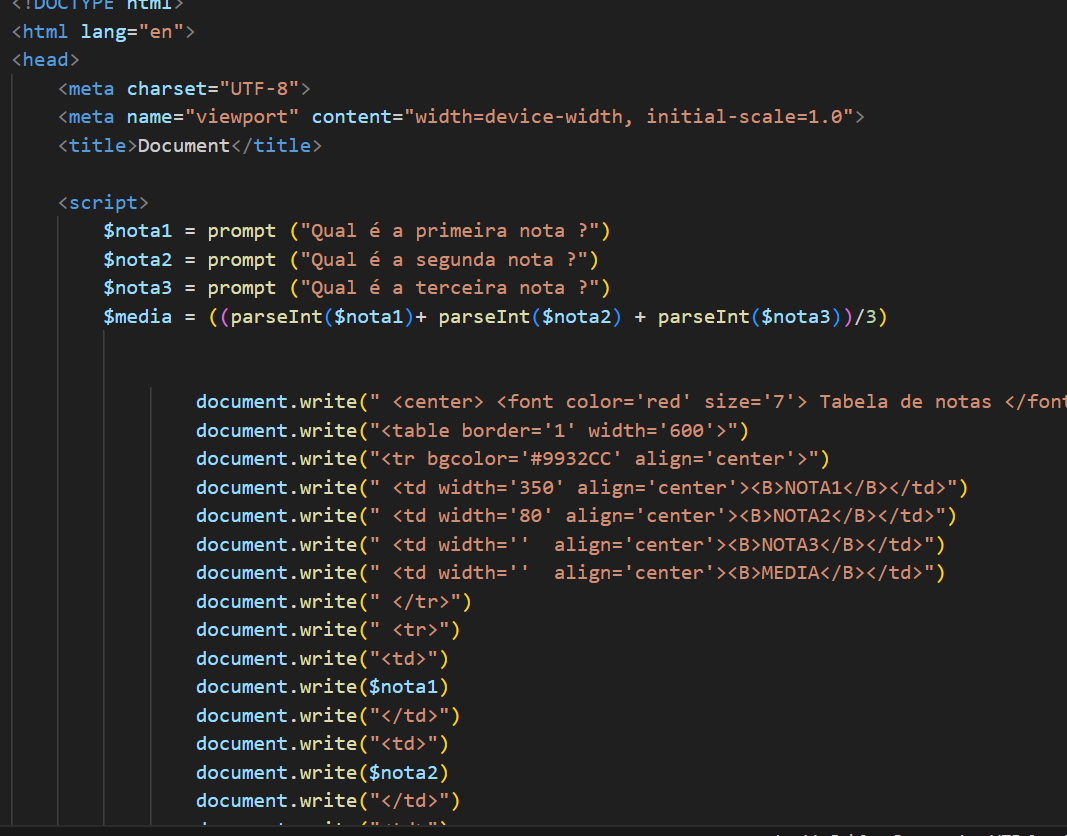 <!DOCTYPE html>
<html lang="en">
<head>
    <meta charset="UTF-8">
    <meta name="viewport" content="width=device-width, initial-scale=1.0">
    <title>Document</title>
    <script>
        $nota1 = prompt ("Qual é a primeira nota ?")
        $nota2 = prompt ("Qual é a segunda nota ?")
        $nota3 = prompt ("Qual é a terceira nota ?")
        $media = ((parseInt($nota1)+ parseInt($nota2) + parseInt($nota3))/3)
                document.write(" <center> <font color='red' size='7'> Tabela de notas </font
                document.write("<table border='1' width='600'>")
                document.write("<tr bgcolor='#9932CC' align='center'>")
                document.write(" <td width='350' align='center'><B>NOTA1</B></td>")
                document.write(" <td width='80' align='center'><B>NOTA2</B></td>")
                document.write(" <td width=''  align='center'><B>NOTA3</B></td>")
                document.write(" <td width=''  align='center'><B>MEDIA</B></td>")
                document.write(" </tr>")
                document.write(" <tr>")
                document.write("<td>")
                document.write($nota1)
                document.write("</td>")
                document.write("<td>")
                document.write($nota2)
                document.write("</td>")